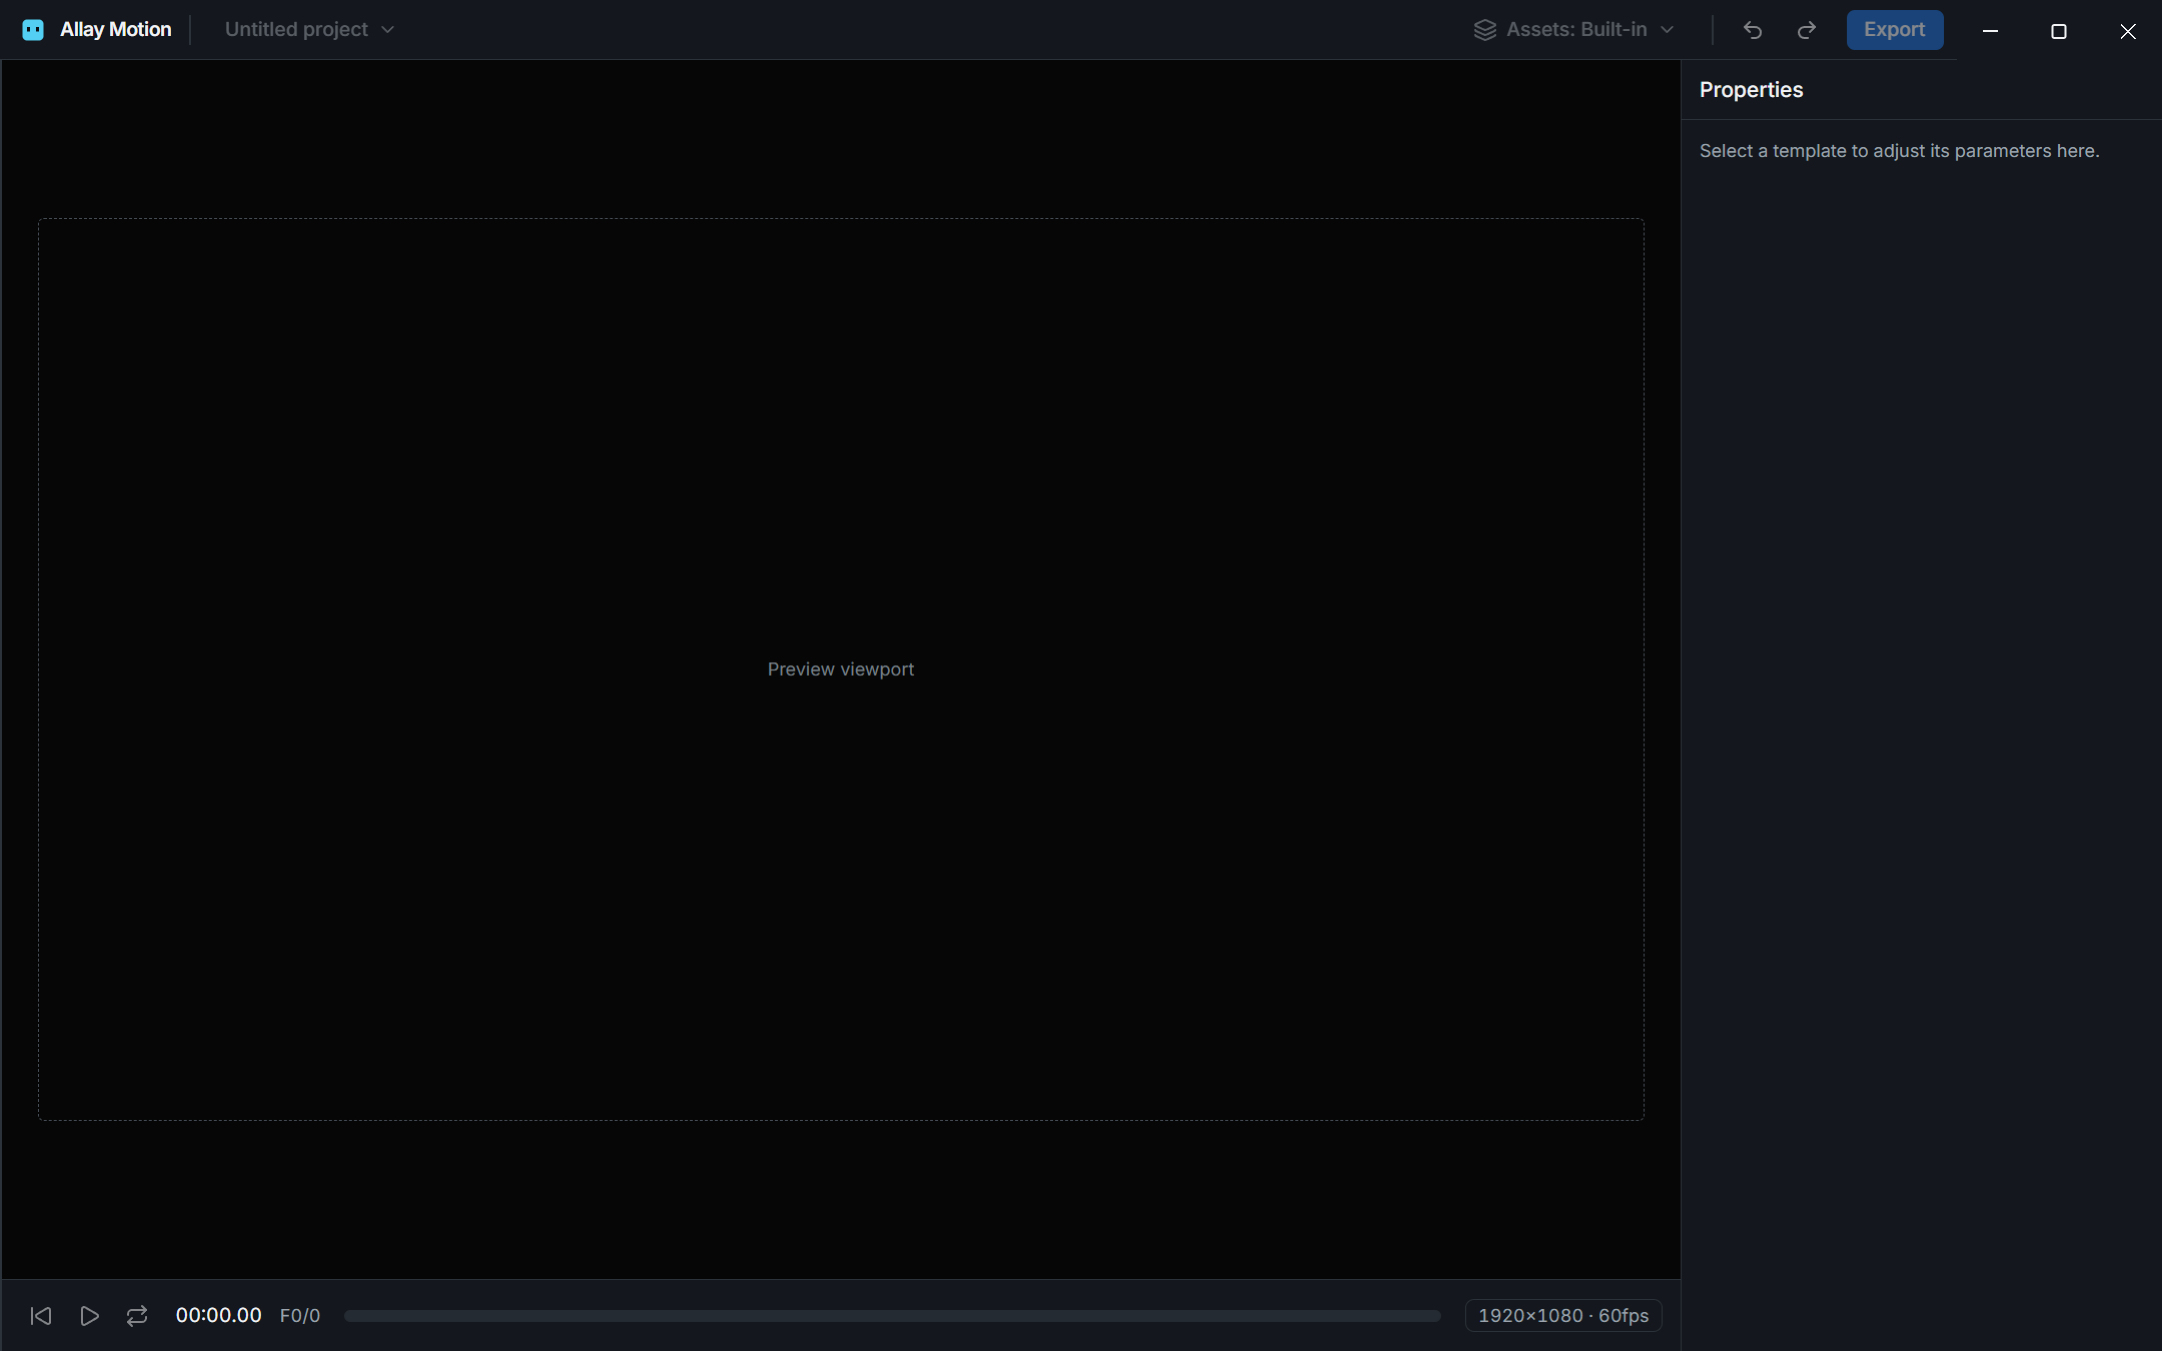 Allay Motion
Untitled project
Assets: Built-in
Export
Properties
Select a template to adjust its parameters here.
Preview viewport
00:00.00
F0/0
1920×1080 · 60fps